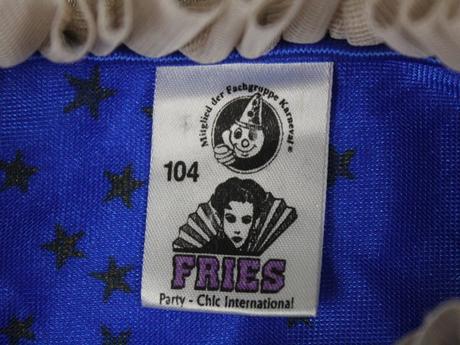 Mitglied der Fachgruppe Karneval ®
104
FRIES
Party - Chic International